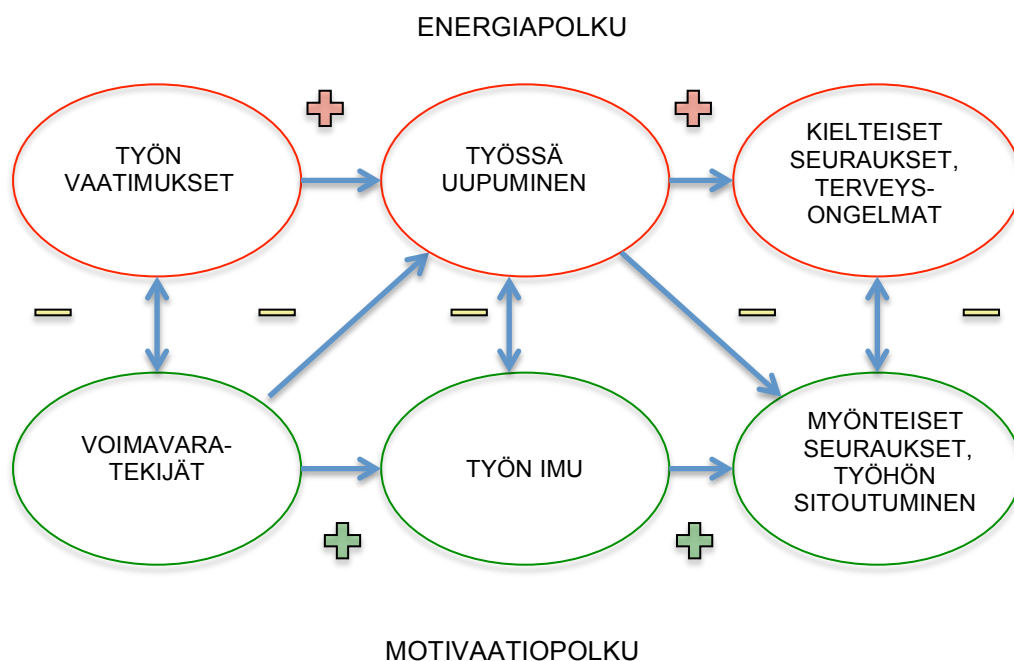 ENERGIAPOLKU
TYÖN
VAATIMUKSET
TYÖSSÄ
UUPUMINEN
KIELTEISET
SEURAUKSET,
TERVEYS-
ONGELMAT
VOIMAVARA-
TEKIJÄT
TYÖN IMU
MYÖNTEISET
SEURAUKSET,
TYÖHÖN
SITOUTUMINEN
MOTIVAATIOPOLKU